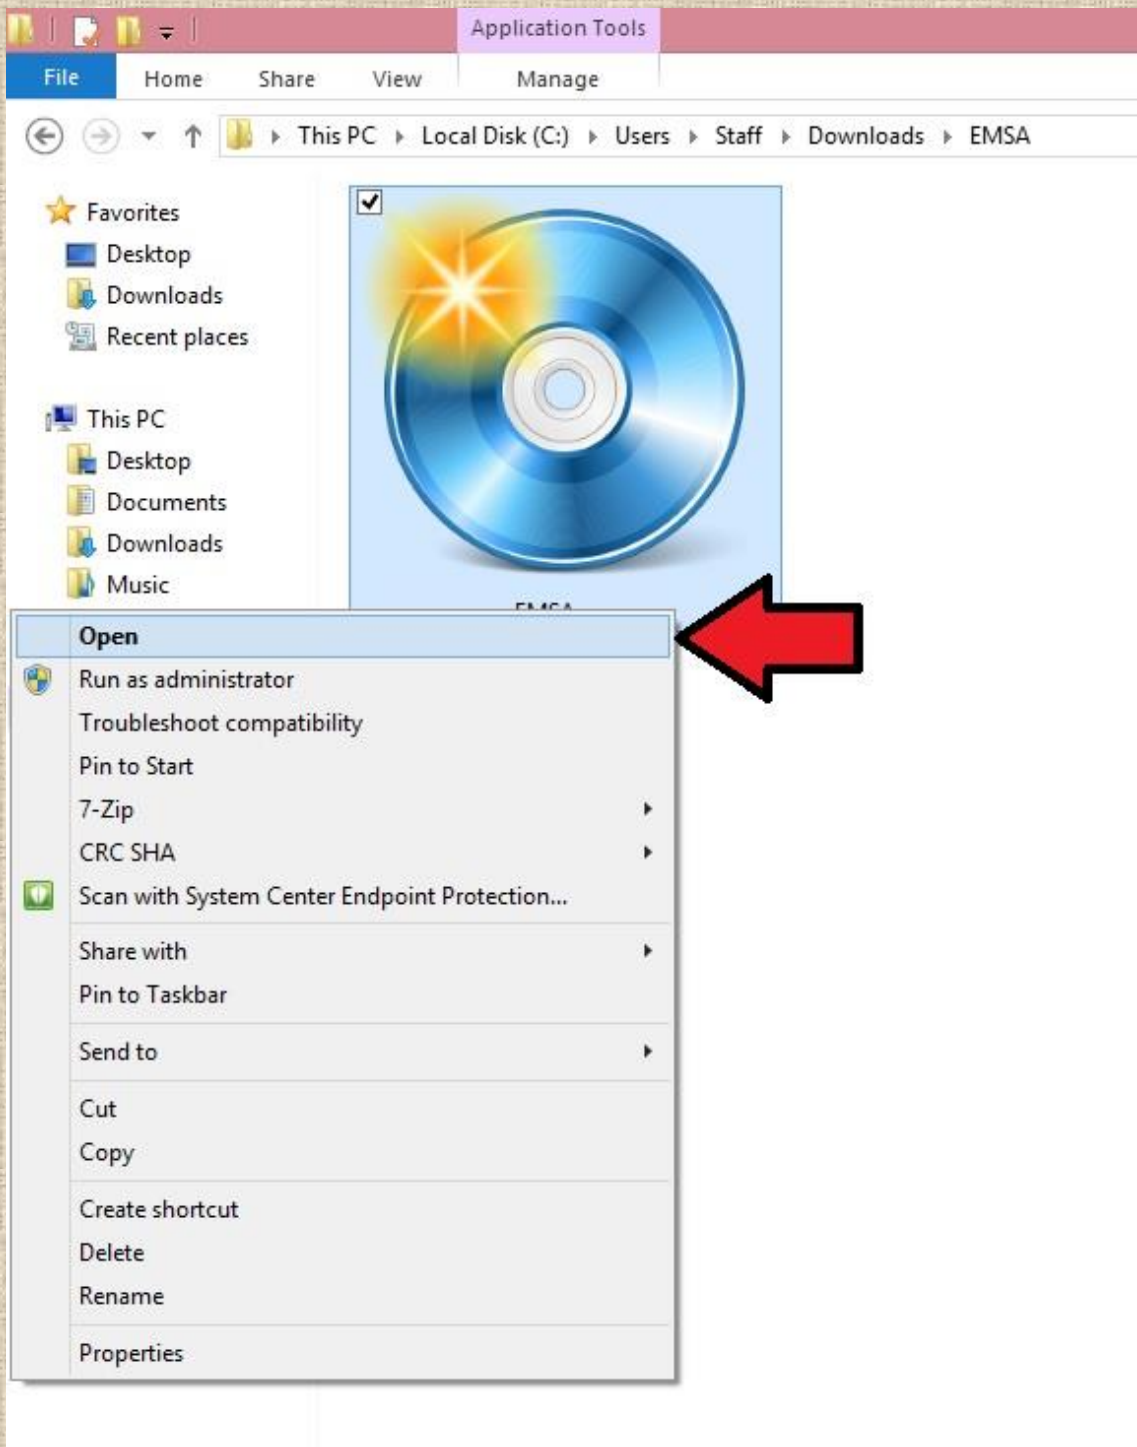 Application Tools
File Home Share View Manage
This PC Local Disk (C:) Users Staff Downloads EMSA
Favorites
Desktop
Downloads
Recent places
This PC
Desktop
Documents
Downloads
Music
EMSA
Open
Run as administrator
Troubleshoot compatibility
Pin to Start
7-Zip
CRC SHA
Scan with System Center Endpoint Protection...
Share with
Pin to Taskbar
Send to
Cut
Copy
Create shortcut
Delete
Rename
Properties